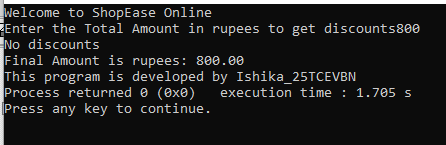 Welcome to ShopEase Online
Enter the Total Amount in rupees to get discounts800
No discounts
Final Amount is rupees: 800.00
This program is developed by Ishika_25TCEVBN
Process returned 0 (0x0)   execution time : 1.705 s
Press any key to continue.